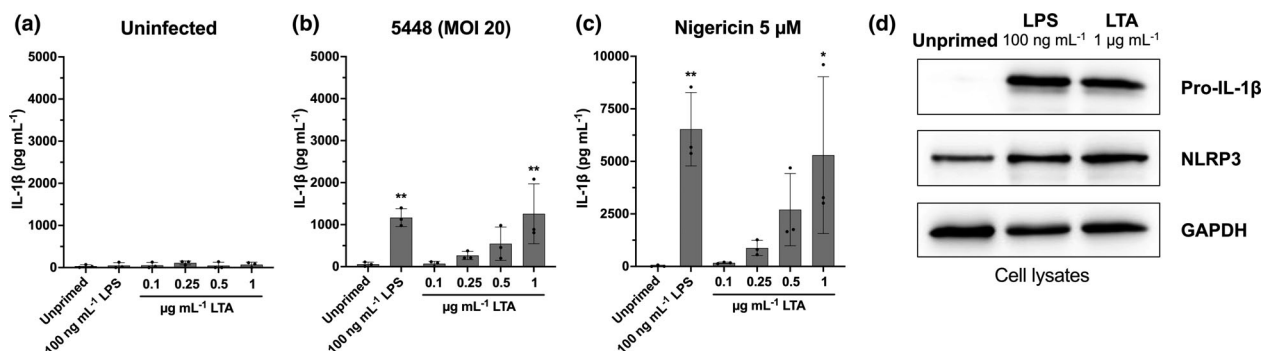 (a)
Uninfected
IL-1β (pg mL⁻¹)
5000
4000
3000
2000
1000
0
Unprimed
100 ng mL⁻¹ LPS
0.1 0.25 0.5 1
µg mL⁻¹ LTA
(b)
5448 (MOI 20)
IL-1β (pg mL⁻¹)
5000
4000
3000
2000
1000
0
**
**
Unprimed
100 ng mL⁻¹ LPS
0.1 0.25 0.5 1
µg mL⁻¹ LTA
(c)
Nigericin 5 µM
IL-1β (pg mL⁻¹)
10000
7500
5000
2500
0
**
*
Unprimed
100 ng mL⁻¹ LPS
0.1 0.25 0.5 1
µg mL⁻¹ LTA
(d)
LPS LTA
Unprimed 100 ng mL⁻¹ 1 µg mL⁻¹
Pro-IL-1β
NLRP3
GAPDH
Cell lysates